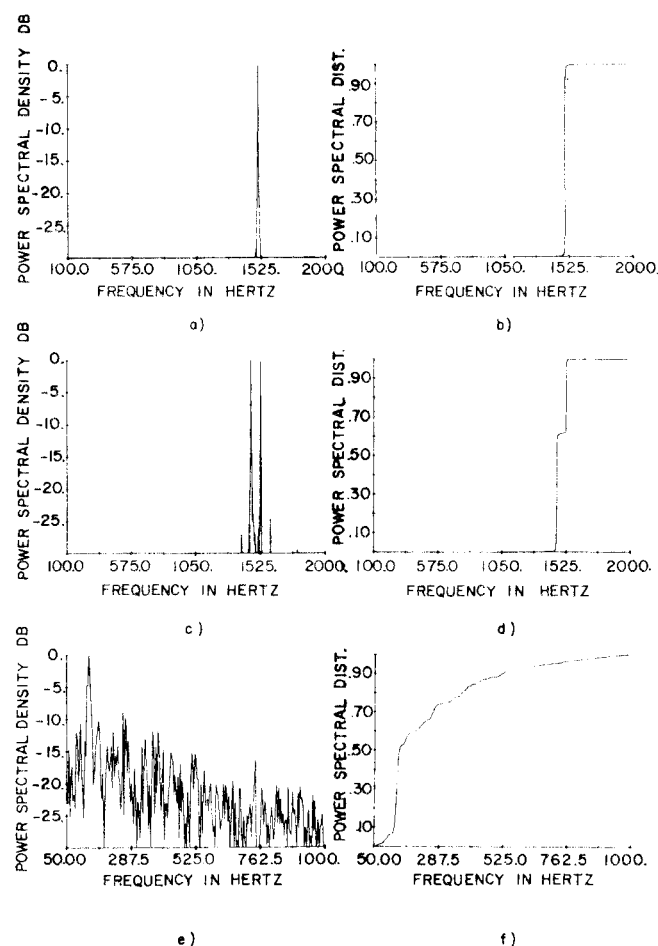 POWER SPECTRAL DENSITY DB
0.
-5.
-10.
-15.
-20.
-25.
100.0 575.0 1050. 1525. 2000.
FREQUENCY IN HERTZ
a)
POWER SPECTRAL DIST.
.90
.70
.50
.30
.10
100.0 575.0 1050. 1525. 2000.
FREQUENCY IN HERTZ
b)
POWER SPECTRAL DENSITY DB
0.
-5.
-10.
-15.
-20.
-25.
100.0 575.0 1050. 1525. 2000.
FREQUENCY IN HERTZ
c)
POWER SPECTRAL DIST.
.90
.70
.50
.30
.10
100.0 575.0 1050. 1525. 2000.
FREQUENCY IN HERTZ
d)
POWER SPECTRAL DENSITY DB
0.
-5.
-10.
-15.
-20.
-25.
50.00 287.5 525.0 762.5 1000.
FREQUENCY IN HERTZ
e)
POWER SPECTRAL DIST.
.90
.70
.50
.30
.10
50.00 287.5 525.0 762.5 1000.
FREQUENCY IN HERTZ
f)